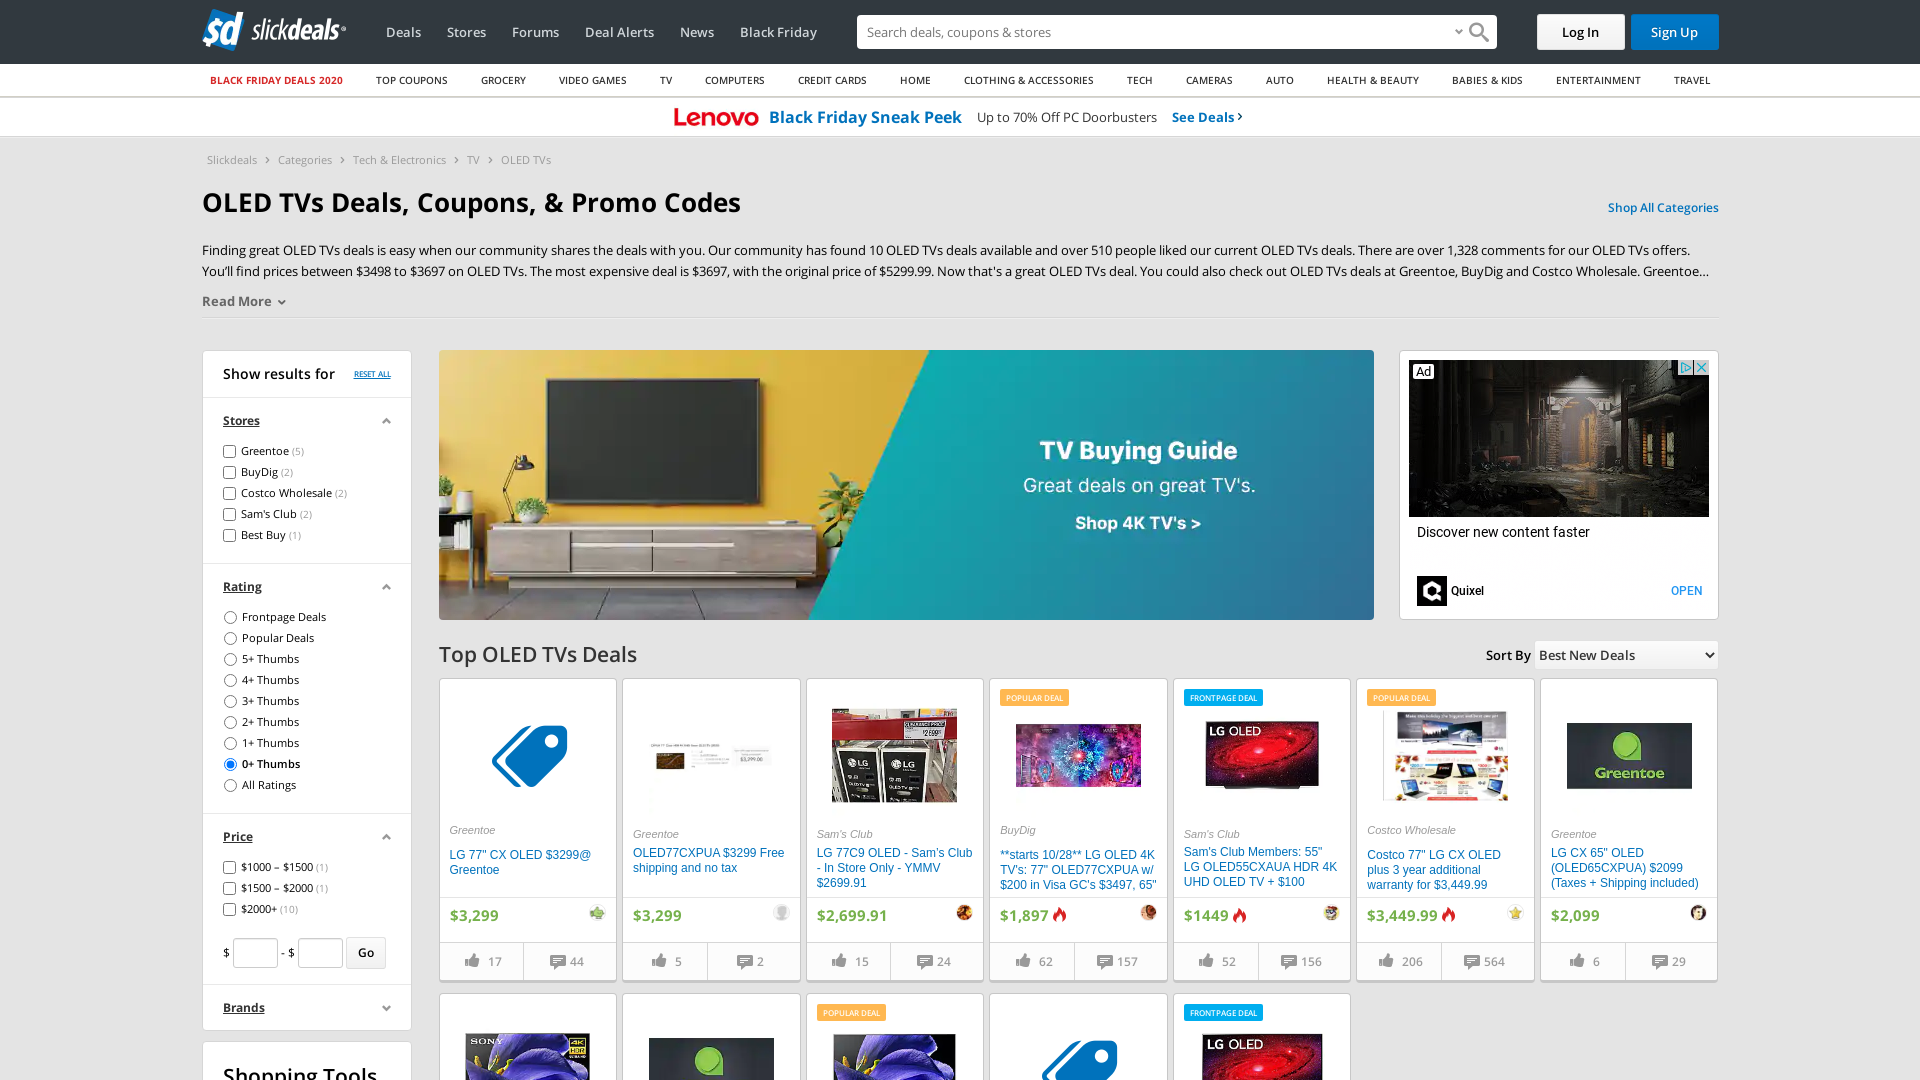 slickdeals
Deals
Stores
Forums
Deal Alerts
News
Black Friday
Search deals, coupons & stores
Log In
Sign Up
BLACK FRIDAY DEALS 2020
TOP COUPONS
GROCERY
VIDEO GAMES
TV
COMPUTERS
CREDIT CARDS
HOME
CLOTHING & ACCESSORIES
TECH
CAMERAS
AUTO
HEALTH & BEAUTY
BABIES & KIDS
ENTERTAINMENT
TRAVEL
Lenovo Black Friday Sneak Peek Up to 70% Off PC Doorbusters See Deals
Slickdeals > Categories > Tech & Electronics > TV > OLED TVs
OLED TVs Deals, Coupons, & Promo Codes
Shop All Categories
Finding great OLED TVs deals is easy when our community shares the deals with you. Our community has found 10 OLED TVs deals available and over 510 people liked our current OLED TVs deals. There are over 1,328 comments for our OLED TVs offers.
You'll find prices between $3498 to $3697 on OLED TVs. The most expensive deal is $3697, with the original price of $5299.99. Now that's a great OLED TVs deal. You could also check out OLED TVs deals at Greentoe, BuyDig and Costco Wholesale. Greentoe...
Read More
Show results for RESET ALL
Stores
Greentoe (5)
BuyDig (2)
Costco Wholesale (2)
Sam's Club (2)
Best Buy (1)
Rating
Frontpage Deals
Popular Deals
5+ Thumbs
4+ Thumbs
3+ Thumbs
2+ Thumbs
1+ Thumbs
0+ Thumbs
All Ratings
Price
$1000 – $1500 (1)
$1500 – $2000 (1)
$2000+ (10)
$ - $ Go
Brands
Shopping Tools
TV Buying Guide
Great deals on great TV's.
Shop 4K TV's >
Ad
Discover new content faster
Quixel
OPEN
Top OLED TVs Deals
Sort By Best New Deals
Greentoe
LG 77" CX OLED $3299@
Greentoe
$3,299
17 44
Greentoe
OLED77CXPUA $3299 Free
shipping and no tax
$3,299
5 2
LG LG
Sam's Club
LG 77C9 OLED - Sam's Club
- In Store Only - YMMV
$2699.91
$2,699.91
15 24
POPULAR DEAL
BuyDig
**starts 10/28** LG OLED 4K
TV's: 77" OLED77CXPUA w/
$200 in Visa GC's $3497, 65"
$1,897
62 157
FRONTPAGE DEAL
LG OLED
Sam's Club
Sam's Club Members: 55"
LG OLED55CXAUA HDR 4K
UHD OLED TV + $100
$1449
52 156
POPULAR DEAL
Costco Wholesale
Costco 77" LG CX OLED
plus 3 year additional
warranty for $3,449.99
$3,449.99
206 564
Greentoe
Greentoe
LG CX 65" OLED
(OLED65CXPUA) $2099
(Taxes + Shipping included)
$2,099
6 29
SONY 4K HDR
POPULAR DEAL
FRONTPAGE DEAL
LG OLED